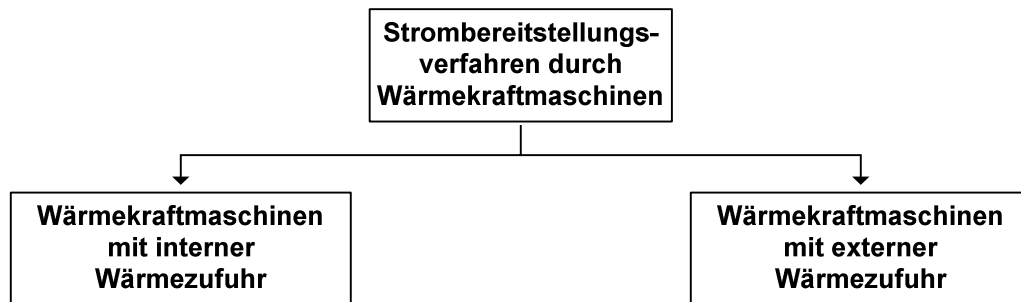 Strombereitstellungs-
verfahren durch
Wärmekraftmaschinen
Wärmekraftmaschinen
mit interner
Wärmezufuhr
Wärmekraftmaschinen
mit externer
Wärmezufuhr